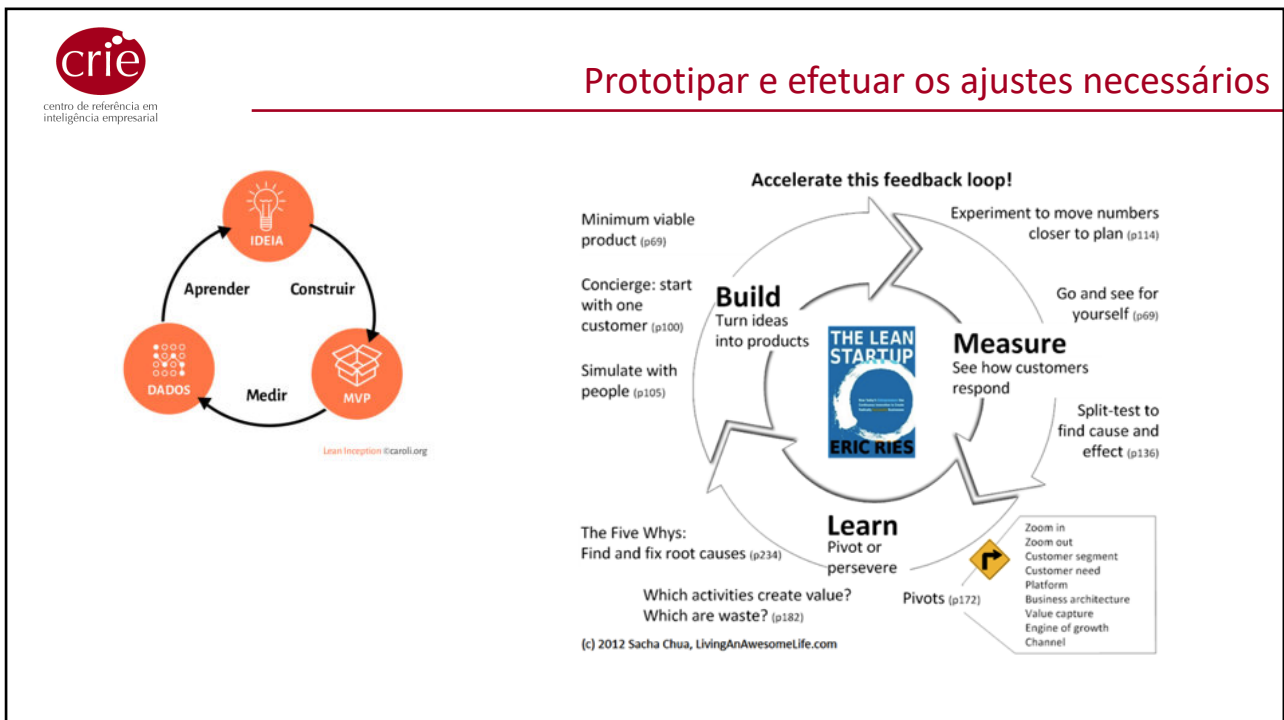 crie
centro de referência em
inteligência empresarial
Prototipar e efetuar os ajustes necessários
IDEIA
Aprender
Construir
DADOS
Medir
MVP
Lean Inception ©caroli.org
Accelerate this feedback loop!
Minimum viable
product (p69)
Concierge: start
with one
customer (p100)
Simulate with
people (p105)
Build
Turn ideas
into products
THE LEAN
STARTUP
ERIC RIES
Experiment to move numbers
closer to plan (p114)
Go and see for
yourself (p69)
Measure
See how customers
respond
Split-test to
find cause and
effect (p136)
Learn
Pivot or
persevere
The Five Whys:
Find and fix root causes (p234)
Which activities create value?
Which are waste? (p182)
Pivots (p172)
Zoom in
Zoom out
Customer segment
Customer need
Platform
Business architecture
Value capture
Engine of growth
Channel
(c) 2012 Sacha Chua, LivingAnAwesomeLife.com